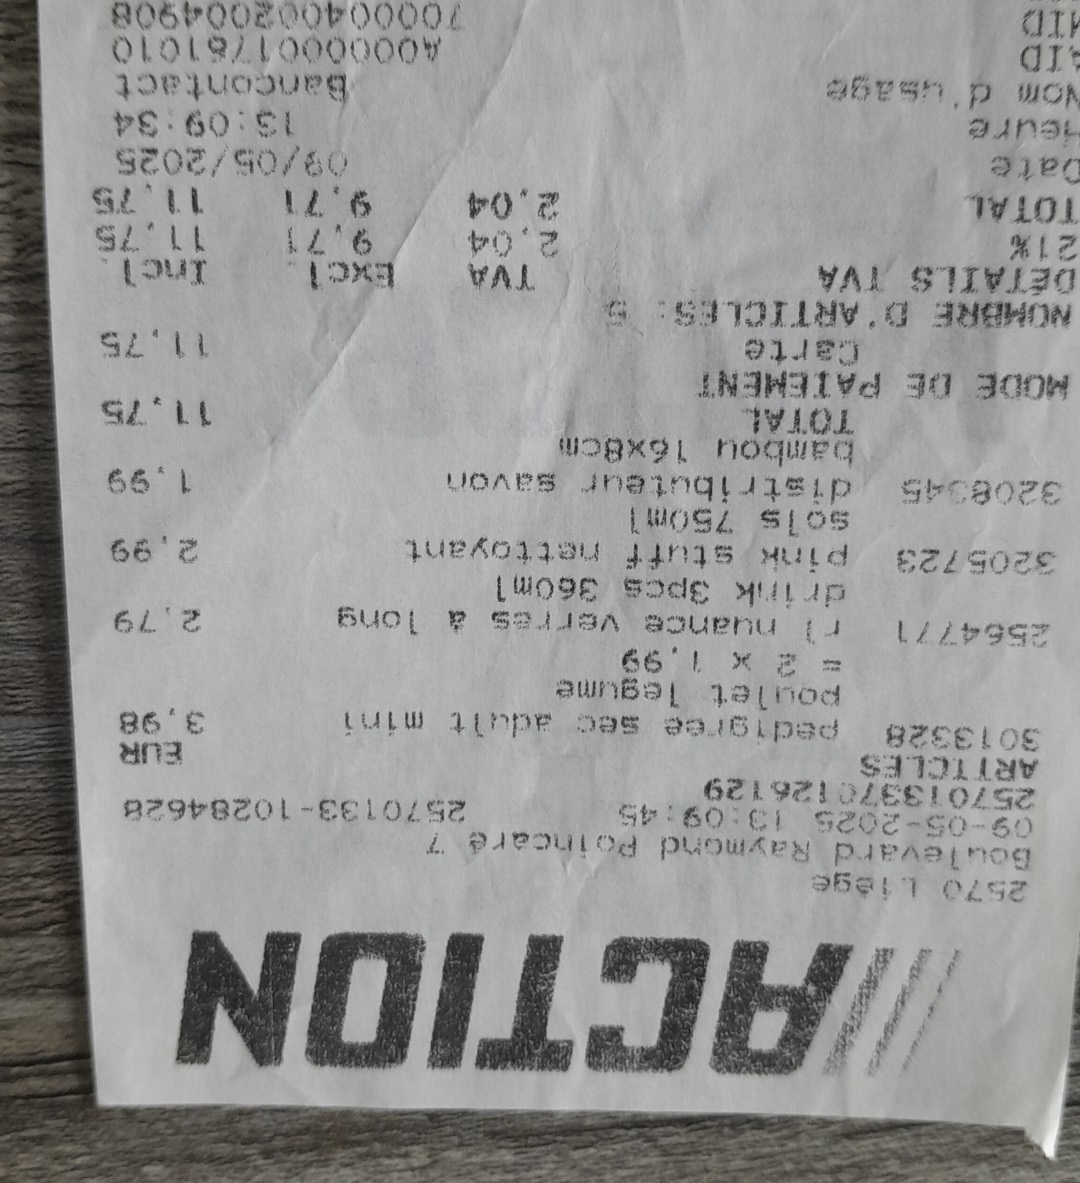 ACTION
2570 Liège
Boulevard Raymond Poincaré 7
09-05-2025 13:09:45 2570133-10284628
2570133701261 29
ARTICLES EUR
3013328 pedigree sec adult mini 3,98
poulet legume
= 2 x 1,99
2564771 rl nuance verres à long 2,79
drink 3pcs 360ml
3205723 pink stuff nettoyant 2,99
sols 750ml
3208345 distributeur savon 1,99
bambou 16x8cm
TOTAL 11,75
MODE DE PAIEMENT
Carte 11,75
NOMBRE D'ARTICLES: 5
DÉTAILS TVA TVA Excl. Incl.
21% 2,04 9,71 11,75
TOTAL 2,04 9,71 11,75
Date 09/05/2025
Heure 13:09:34
Nom d'usage Bancontact
AID A0000001761010
MID 700004002004908